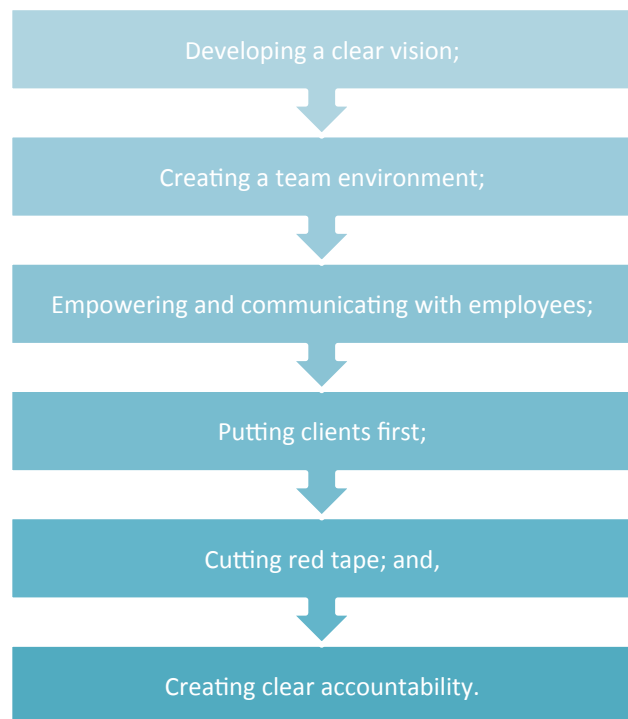 Developing a clear vision;
Creating a team environment;
Empowering and communicating with employees;
Putting clients first;
Cutting red tape; and,
Creating clear accountability.